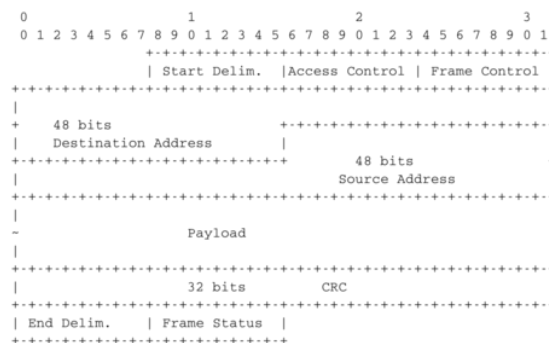 0 1 2 3
0 1 2 3 4 5 6 7 8 9 0 1 2 3 4 5 6 7 8 9 0 1 2 3 4 5 6 7 8 9 0 1
+-+-+-+-+-+-+-+-+-+-+-+-+-+-+-+-+-+-+-+-+-+-+-+-
| Start Delim. |Access Control | Frame Control
+-+-+-+-+-+-+-+-+-+-+-+-+-+-+-+-+-+-+-+-+-+-+-+-+-+-+-+-+-+-+-+-
|
+ 48 bits +-+-+-+-+-+-+-+-+-+-+-+-+-+-+-+-
| Destination Address |
+-+-+-+-+-+-+-+-+-+-+-+-+-+-+-+-+ 48 bits
| Source Address
+-+-+-+-+-+-+-+-+-+-+-+-+-+-+-+-+-+-+-+-+-+-+-+-+-+-+-+-+-+-+-+-
|
~ Payload
|
+-+-+-+-+-+-+-+-+-+-+-+-+-+-+-+-+-+-+-+-+-+-+-+-+-+-+-+-+-+-+-+-
| 32 bits CRC
+-+-+-+-+-+-+-+-+-+-+-+-+-+-+-+-+-+-+-+-+-+-+-+-+-+-+-+-+-+-+-+-
| End Delim. | Frame Status |
+-+-+-+-+-+-+-+-+-+-+-+-+-+-+-+-+